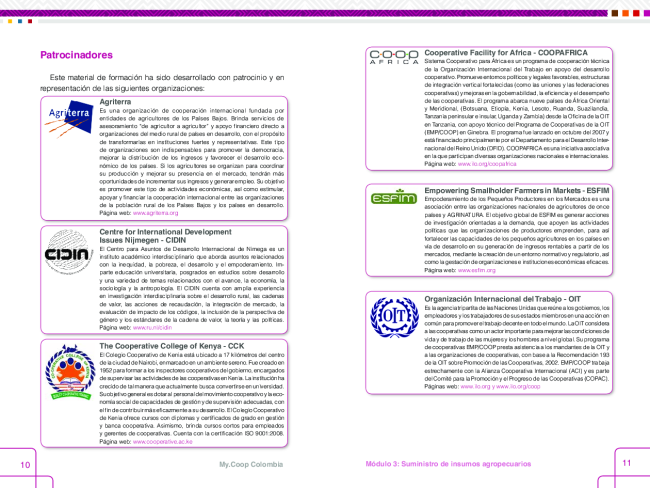 Patrocinadores
Este material de formación ha sido desarrollado con patrocinio y en
representación de las siguientes organizaciones:
Agriterra
Agriterra
Es una organización de cooperación internacional fundada por
entidades de agricultores de los Países Bajos. Brinda servicios de
asesoramiento "de agricultor a agricultor" y apoyo financiero directo a
organizaciones del medio rural de países en desarrollo, con el propósito
de transformarlas en instituciones fuertes y representativas. Este tipo
de organizaciones son indispensables para promover la democracia,
mejorar la distribución de los ingresos y favorecer el desarrollo eco-
nómico de los países. Si los agricultores se organizan para coordinar
su producción y mejorar su presencia en el mercado, tendrán más
oportunidades de incrementar sus ingresos y generar empleo. Su objetivo
es promover este tipo de actividades económicas, así como estimular,
apoyar y financiar la cooperación internacional entre las organizaciones
de la población rural de los Países Bajos y los países en desarrollo.
Página web: www.agriterra.org
CIDIN
Centre for International Development
Issues Nijmegen - CIDIN
El Centro para Asuntos de Desarrollo Internacional de Nimega es un
instituto académico interdisciplinario que aborda asuntos relacionados
con la inequidad, la pobreza, el desarrollo y el empoderamiento. Im-
parte educación universitaria, posgrados en estudios sobre desarrollo
y una variedad de temas relacionados con el avance, la economía, la
sociología y la antropología. El CIDIN cuenta con amplia experiencia
en investigación interdisciplinaria sobre el desarrollo rural, las cadenas
de valor, las acciones de recaudación, la integración de mercado, la
evaluación de impacto de los códigos, la inclusión de la perspectiva de
género y los estándares de la cadena de valor, la teoría y las políticas.
Página web: www.ru.nl/cidin
The Cooperative College of Kenya - CCK
El Colegio Cooperativo de Kenia está ubicado a 17 kilómetros del centro
de la ciudad de Nairobi, enmarcado en un ambiente sereno. Fue creado en
1952 para formar a los inspectores cooperativos del gobierno, encargados
de supervisar las actividades de las cooperativas en Kenia. La institución ha
crecido de tal manera que actualmente busca convertirse en universidad.
Su objetivo general es dotar al personal del movimiento cooperativo y la eco-
nomía social de capacidades de gestión y de supervisión adecuadas, con
el fin de contribuir más eficazmente a su desarrollo. El Colegio Cooperativo
de Kenia ofrece cursos con diplomas y certificados de grado en gestión
y banca cooperativa. Asimismo, brinda cursos cortos para empleados
y gerentes de cooperativas. Cuenta con la certificación ISO 9001:2008.
Página web: www.cooperative.ac.ke
10
My.Coop Colombia
COOP
AFRICA
Cooperative Facility for Africa - COOPAFRICA
Sistema Cooperativo para África es un programa de cooperación técnica
de la Organización Internacional del Trabajo en apoyo del desarrollo
cooperativo. Promueve entornos políticos y legales favorables, estructuras
de integración vertical fortalecidas (como las uniones y las federaciones
cooperativas) y mejoras en la gobernabilidad, la eficiencia y el desempeño
de las cooperativas. El programa abarca nueve países de África Oriental
y Meridional, (Botsuana, Etiopía, Kenia, Lesoto, Ruanda, Suazilandia,
Tanzania peninsular e insular, Uganda y Zambia) desde la Oficina de la OIT
en Tanzania, con apoyo técnico del Programa de Cooperativas de la OIT
(EMP/COOP) en Ginebra. El programa fue lanzado en octubre del 2007 y
está financiado principalmente por el Departamento para el Desarrollo Inter-
nacional del Reino Unido (DFID). COOPAFRICA es una iniciativa asociativa
en la que participan diversas organizaciones nacionales e internacionales.
Página web: www.ilo.org/coopafrica
ESFIM
Empowering Smallholder Farmers in Markets - ESFIM
Empoderamiento de los Pequeños Productores en los Mercados es una
asociación entre las organizaciones nacionales de agricultores de once
países y AGRINATURA. El objetivo global de ESFIM es generar acciones
de investigación orientadas a la demanda, que apoyen las actividades
políticas que las organizaciones de productores emprenden, para así
fortalecer las capacidades de los pequeños agricultores en los países en
vía de desarrollo en su generación de ingresos rentables a partir de los
mercados, mediante la creación de un entorno normativo y regulatorio, así
como la gestación de organizaciones e instituciones económicas eficaces.
Página web: www.esfim.org
OIT
Organización Internacional del Trabajo - OIT
Es la agencia tripartita de las Naciones Unidas que reúne a los gobiernos, los
empleadores y los trabajadores de sus estados miembros en una acción en
común para promover el trabajo decente en todo el mundo. La OIT considera
a las cooperativas como un actor importante para mejorar las condiciones de
vida y de trabajo de las mujeres y los hombres a nivel global. Su programa
de cooperativas EMP/COOP presta asistencia a los mandantes de la OIT y
a las organizaciones de cooperativas, con base a la Recomendación 193
de la OIT sobre Promoción de las Cooperativas, 2002. EMP/COOP trabaja
estrechamente con la Alianza Cooperativa Internacional (ACI) y es parte
del Comité para la Promoción y el Progreso de las Cooperativas (COPAC).
Páginas web: www.ilo.org y www.ilo.org/coop
Módulo 3: Suministro de insumos agropecuarios
11